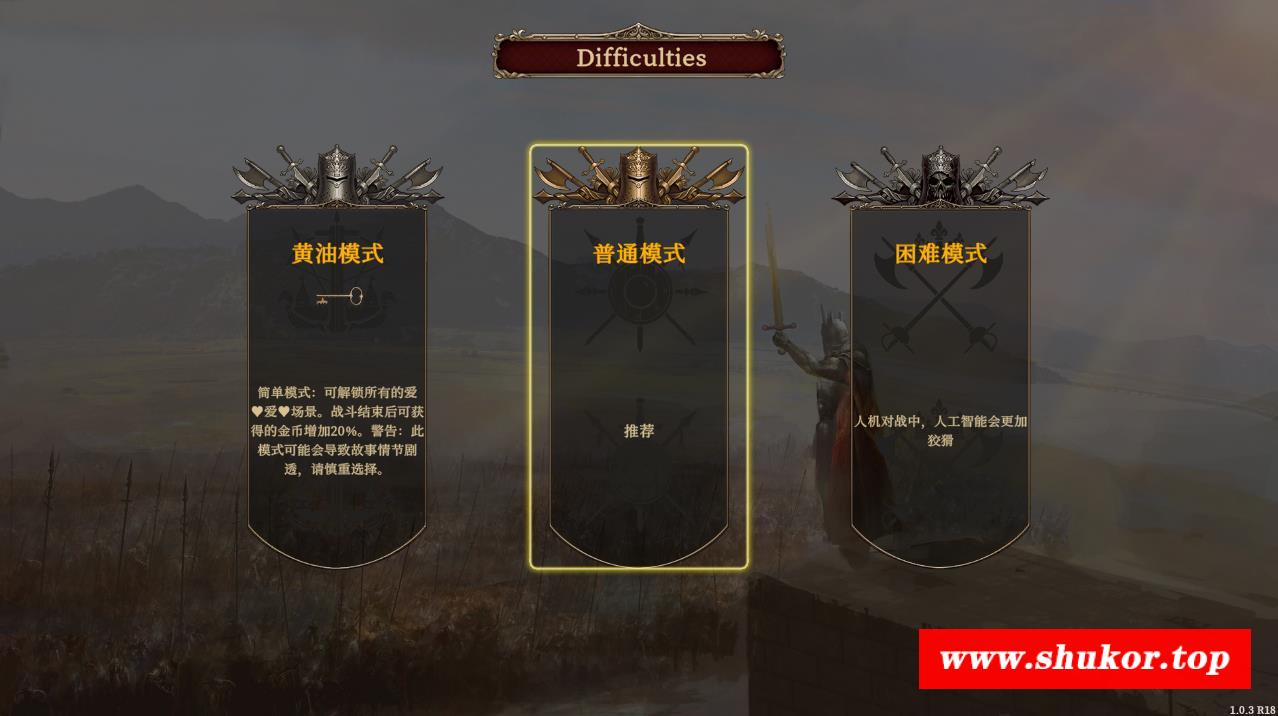 Difficulties
黄油模式
简单模式：可解锁所有的爱
♥爱♥场景。战斗结束后可获
得的金币增加20%。警告：此
模式可能会导致故事情节剧
透，请慎重选择。
普通模式
推荐
困难模式
人机对战中，人工智能会更加
狡猾
www.shukor.top
1.0.3 R18